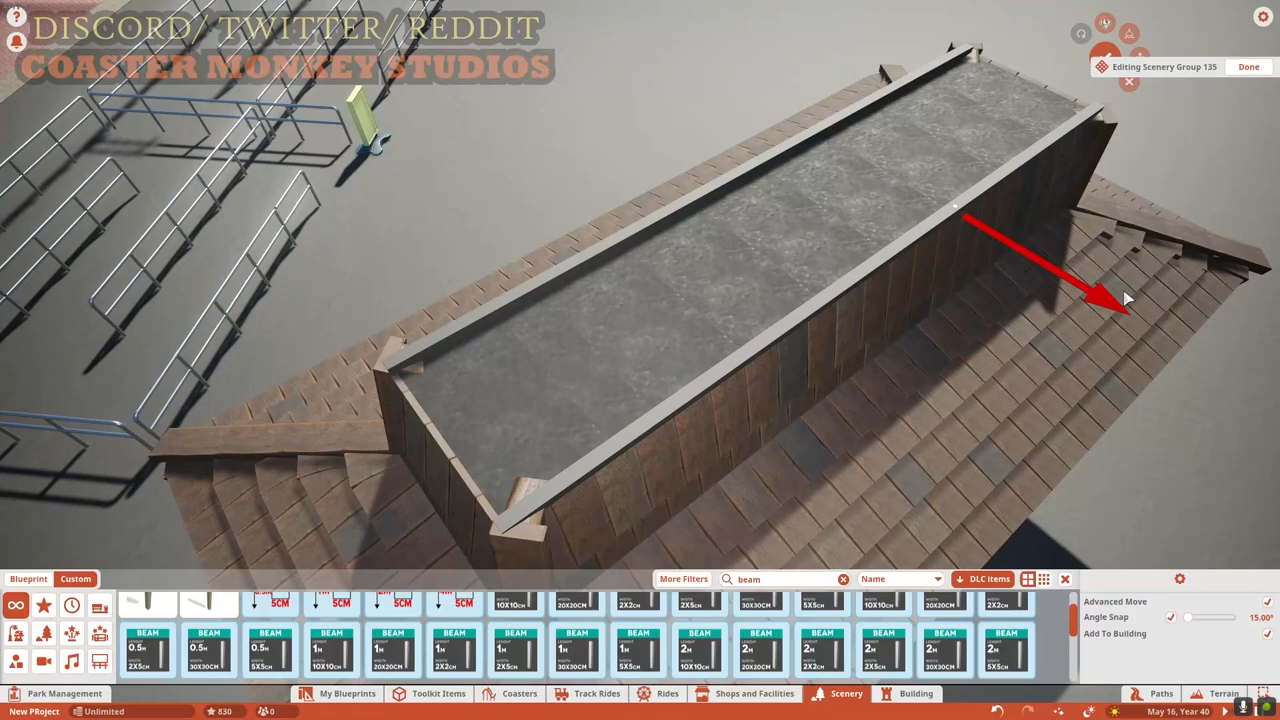 DISCORD/ TWITTER/ REDDIT
COASTER MONKEY STUDIOS
Editing Scenery Group 135
Done
Blueprint
Custom
More Filters
beam
Name
DLC items
5CM
5CM
5CM
5CM
10X10CM
20X20CM
2X2CM
2X5CM
30X30CM
5X5CM
10X10CM
20X20CM
2X2CM
BEAM 0.5M 2X5CM
BEAM 0.5M 30X30CM
BEAM 0.5M 5X5CM
BEAM 1M 10X10CM
BEAM 1M 20X20CM
BEAM 1M 2X2CM
BEAM 1M 2X5CM
BEAM 1M 30X30CM
BEAM 1M 5X5CM
BEAM 2M 10X10CM
BEAM 2M 20X20CM
BEAM 2M 2X2CM
BEAM 2M 2X5CM
BEAM 2M 30X30CM
BEAM 2M 5X5CM
Advanced Move
Angle Snap
15.00°
Add To Building
Park Management
My Blueprints
Toolkit Items
Coasters
Track Rides
Rides
Shops and Facilities
Scenery
Building
Paths
Terrain
New PRoject
Unlimited
830
0
May 16, Year 40